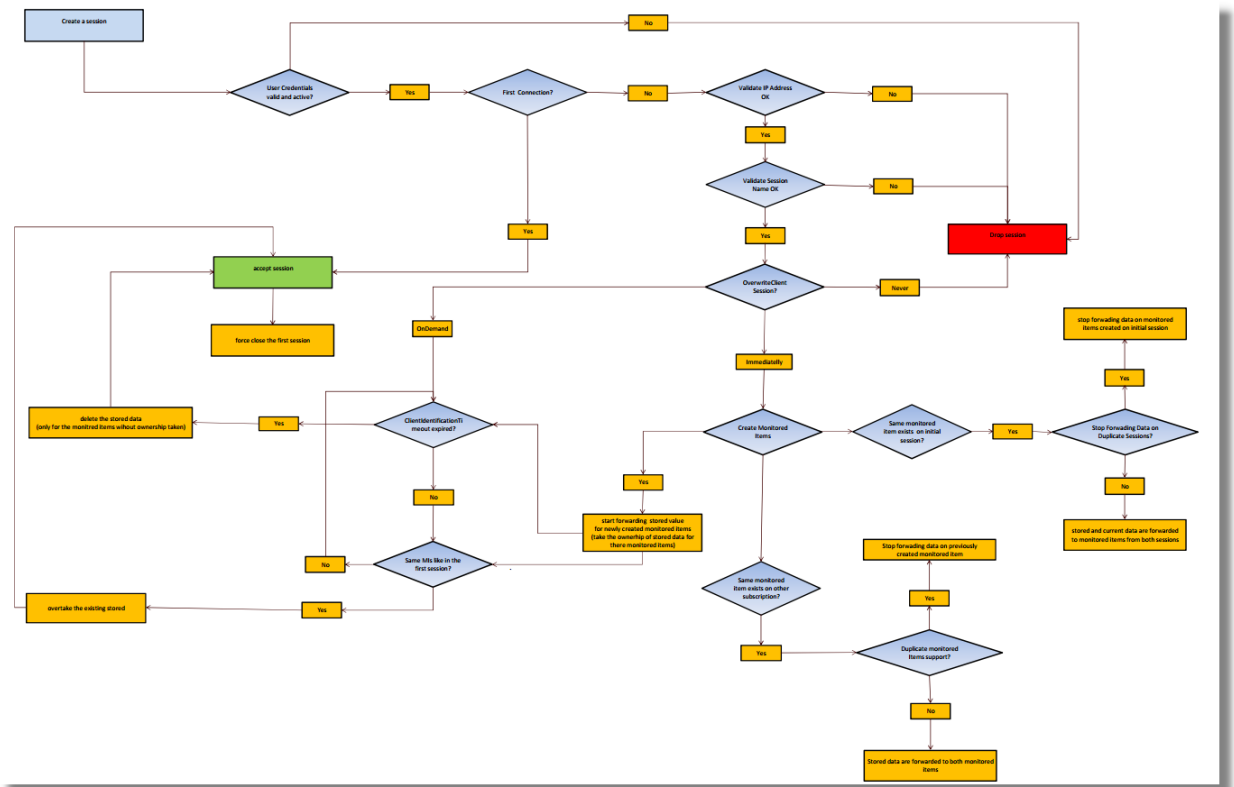 Create a session
No
User Credentials
valid and active?
Yes
First Connection?
No
Validate IP Address
OK
No
Yes
Validate Session
Name OK
No
Yes
Yes
Drop session
accept session
OverwriteClient
Session?
Never
OnDemand
force close the first session
stop forwading data on monitored
items created on initial session
Immediatelly
Yes
delete the stored data
(only for the monitred items wihout ownership taken)
Yes
ClientIdentificationTi
meout expired?
Create Monitored
Items
Same monitored
item exists on initial
session?
Yes
Stop Forwading Data on
Duplicate Sessions?
Yes
No
No
start forwarding stored value
for newly created monitored items
(take the ownerhip of stored data for
there monitored items)
stored and current data are forwarded
to monitored items from both sessions
Same MIs like in the
first session?
No
Stop forwading data on previously
created monitored item
Same monitored
item exists on other
subscription?
Yes
overtake the existing stored
Yes
Yes
Duplicate monitored
items support?
No
Stored data are forwarded to both monitored
items